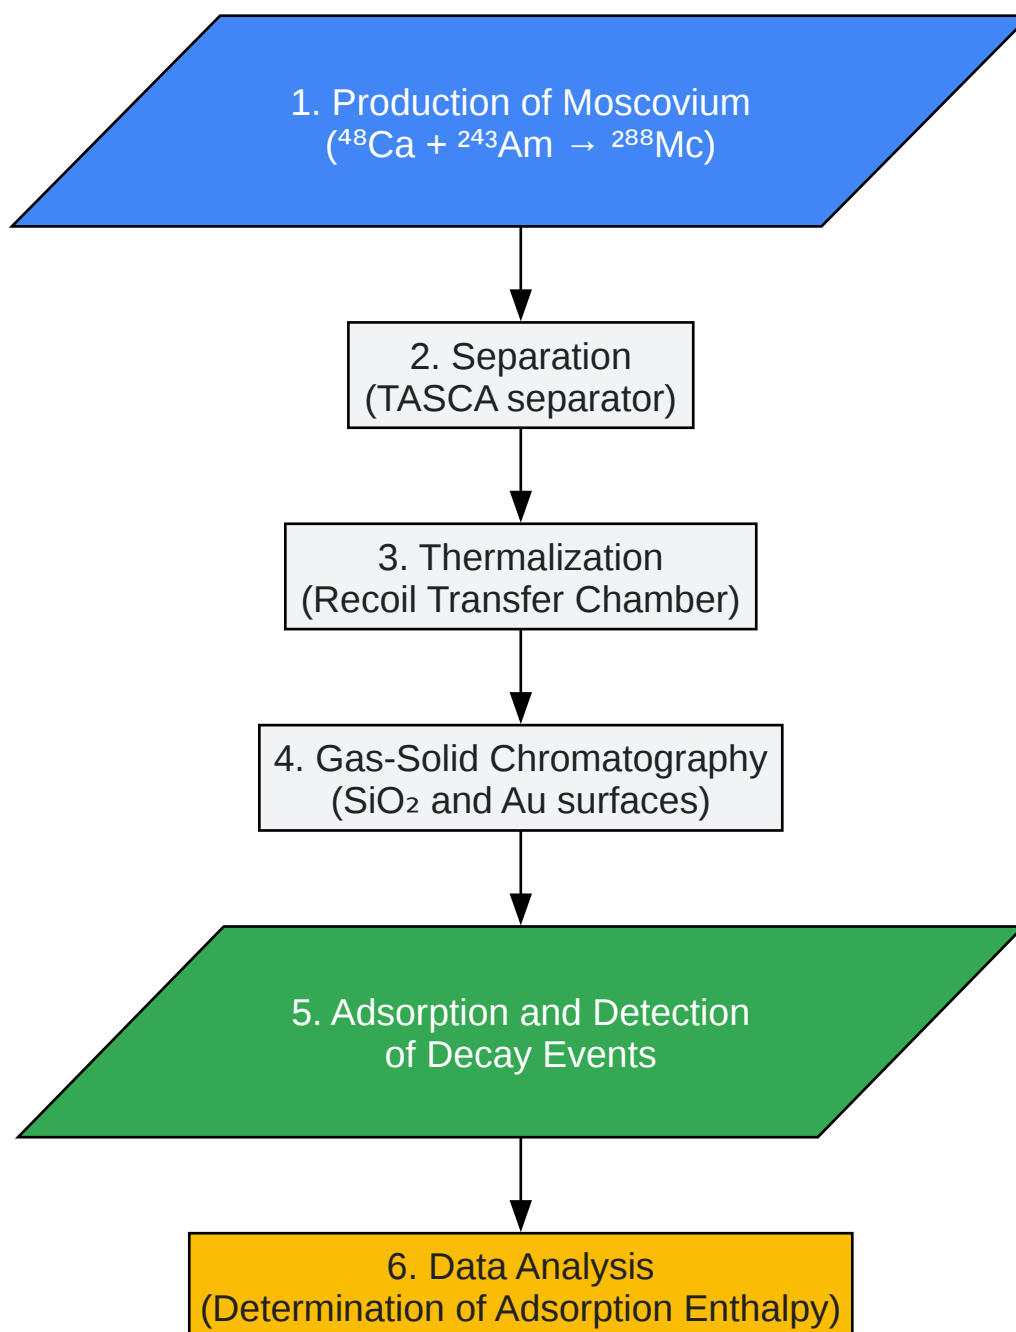 1. Production of Moscovium
(⁴⁸Ca + ²⁴³Am → ²⁸⁸Mc)
2. Separation
(TASCA separator)
3. Thermalization
(Recoil Transfer Chamber)
4. Gas-Solid Chromatography
(SiO₂ and Au surfaces)
5. Adsorption and Detection
of Decay Events
6. Data Analysis
(Determination of Adsorption Enthalpy)